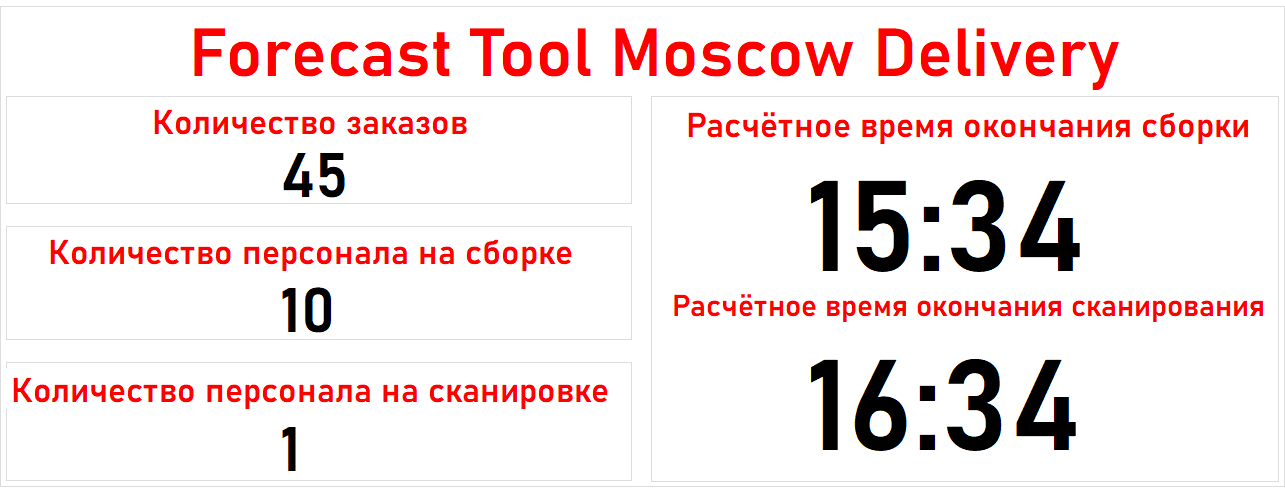 Forecast Tool Moscow Delivery
Количество заказов
45
Количество персонала на сборке
10
Количество персонала на сканировке
1
Расчётное время окончания сборки
15:34
Расчётное время окончания сканирования
16:34